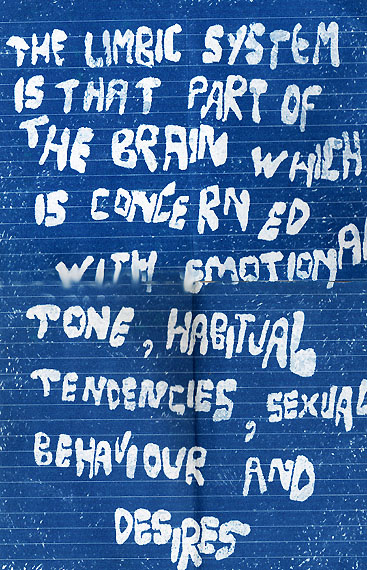 THE LIMBIC SYSTEM
IS THAT PART OF
THE BRAIN WHICH
IS CONCERNED
WITH EMOTIONAL
TONE, HABITUAL
TENDENCIES, SEXUAL
BEHAVIOUR AND
DESIRES